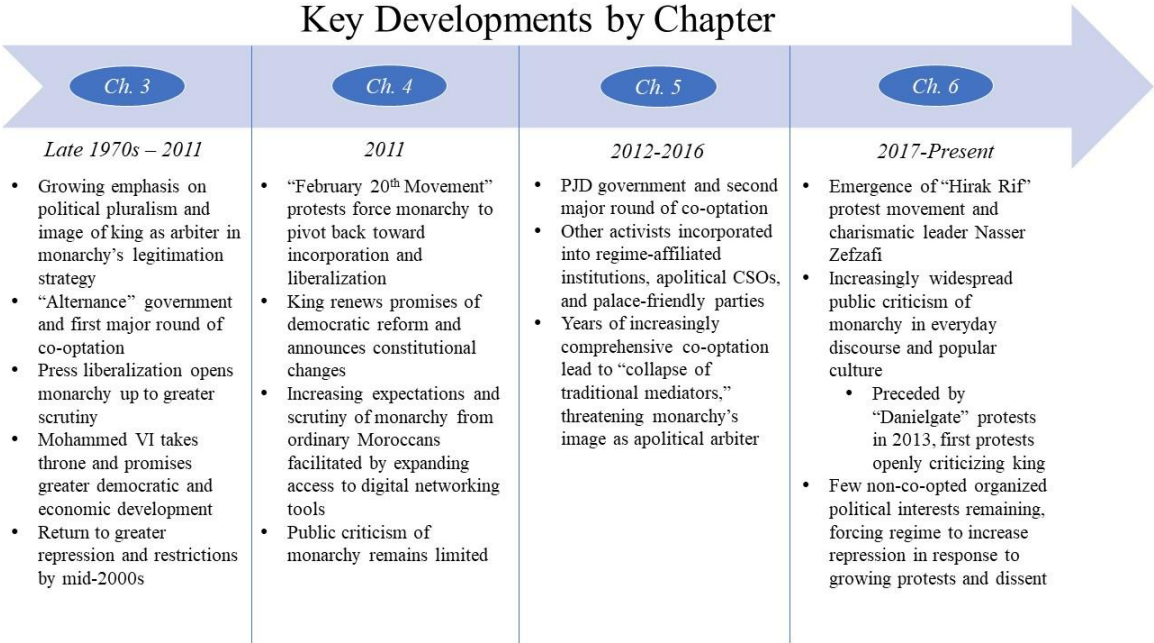 Key Developments by Chapter
Ch. 3
Late 1970s – 2011
• Growing emphasis on
political pluralism and
image of king as arbiter in
monarchy's legitimation
strategy
• "Alternance" government
and first major round of
co-optation
• Press liberalization opens
monarchy up to greater
scrutiny
• Mohammed VI takes
throne and promises
greater democratic and
economic development
• Return to greater
repression and restrictions
by mid-2000s
Ch. 4
2011
• "February 20th Movement"
protests force monarchy to
pivot back toward
incorporation and
liberalization
• King renews promises of
democratic reform and
announces constitutional
changes
• Increasing expectations and
scrutiny of monarchy from
ordinary Moroccans
facilitated by expanding
access to digital networking
tools
• Public criticism of
monarchy remains limited
Ch. 5
2012-2016
• PJD government and second
major round of co-optation
• Other activists incorporated
into regime-affiliated
institutions, apolitical CSOs,
and palace-friendly parties
• Years of increasingly
comprehensive co-optation
lead to "collapse of
traditional mediators,"
threatening monarchy's
image as apolitical arbiter
Ch. 6
2017-Present
• Emergence of "Hirak Rif"
protest movement and
charismatic leader Nasser
Zefzafi
• Increasingly widespread
public criticism of
monarchy in everyday
discourse and popular
culture
• Preceded by
"Danielgate" protests
in 2013, first protests
openly criticizing king
• Few non-co-opted organized
political interests remaining,
forcing regime to increase
repression in response to
growing protests and dissent